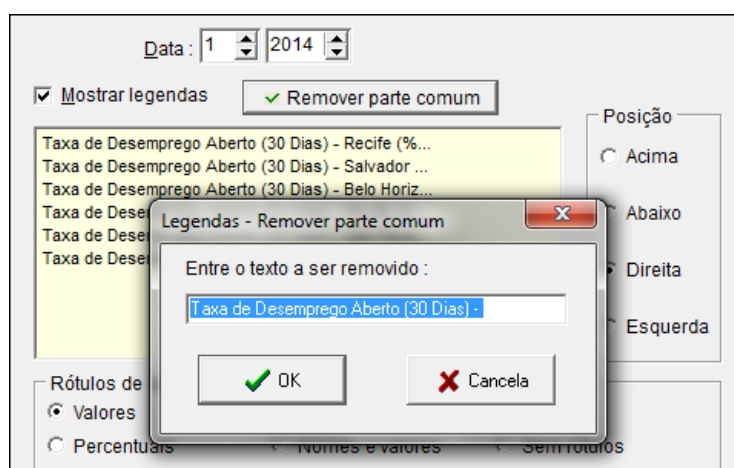 Data : 1 2014
Mostrar legendas
Remover parte comum
Posição
Taxa de Desemprego Aberto (30 Dias) - Recife (%...
Taxa de Desemprego Aberto (30 Dias) - Salvador ...
Taxa de Desemprego Aberto (30 Dias) - Belo Horiz...
Taxa de
Taxa de
Taxa de
Acima
Abaixo
Direita
Esquerda
Legendas - Remover parte comum
Entre o texto a ser removido :
Taxa de Desemprego Aberto (30 Dias) -
OK
Cancela
Rótulos de
Valores
Percentuais
Nomes e valores
Sem rótulos